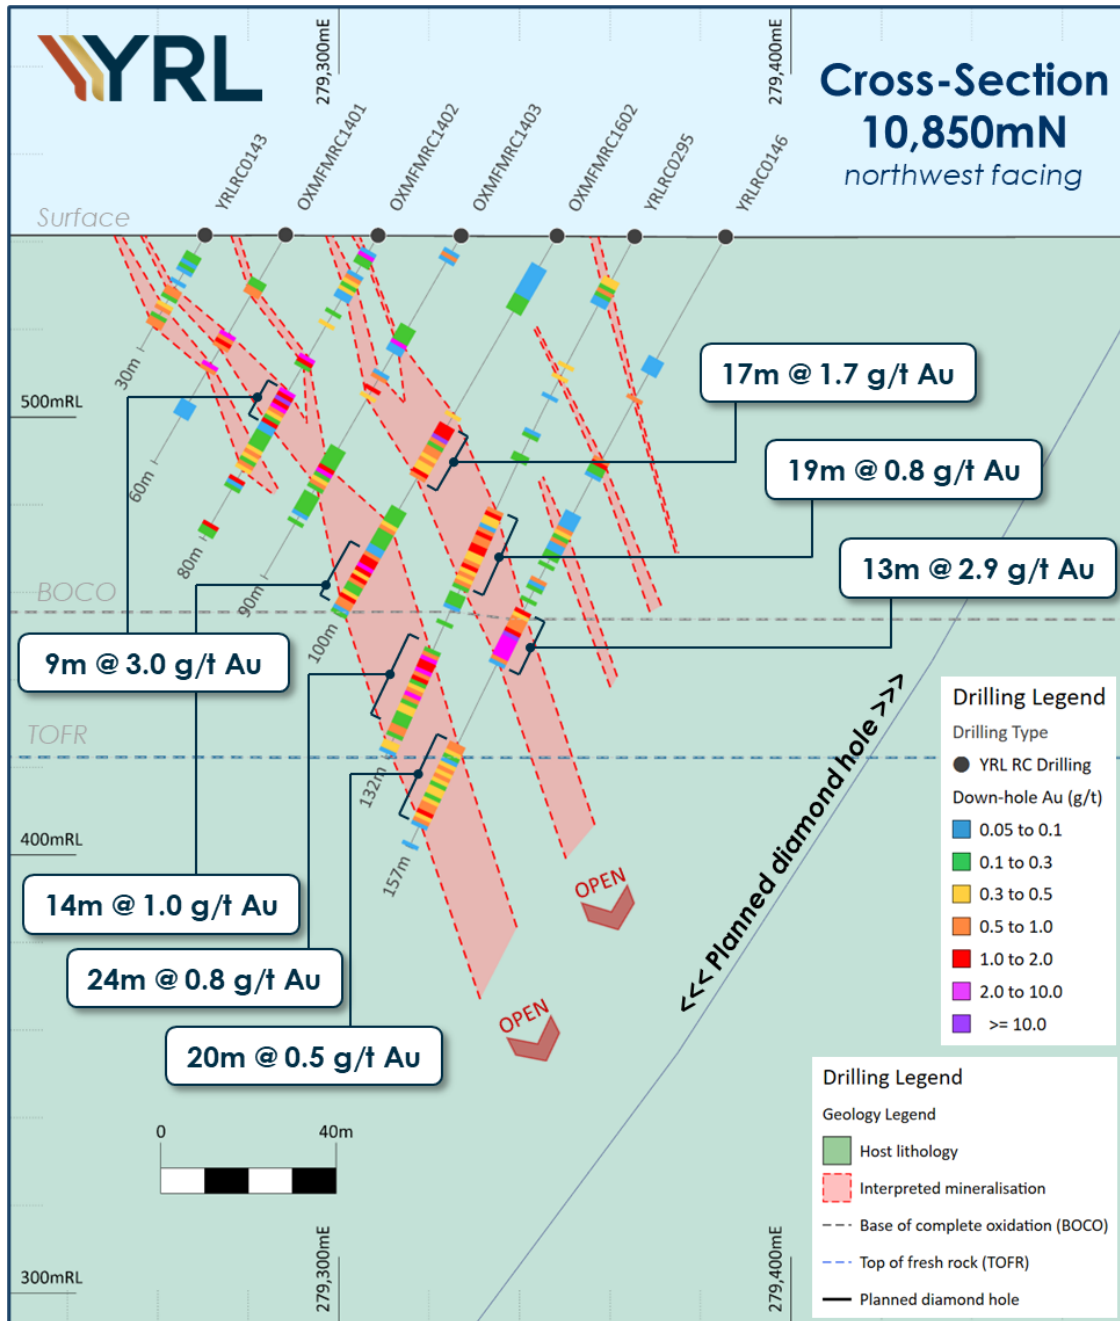 YRL
279,300mE
279,400mE
Cross-Section
10,850mN
northwest facing
YRLRC0143
OXMFMRC1401
OXMFMRC1402
OXMFMRC1403
OXMFMRC1602
YRLRC0295
YRLRC0146
Surface
30m
500mRL
17m @ 1.7 g/t Au
60m
19m @ 0.8 g/t Au
80m
13m @ 2.9 g/t Au
90m
BOCO
100m
9m @ 3.0 g/t Au
TOFR
132m
157m
400mRL
<<< Planned diamond hole >>>
Drilling Legend
Drilling Type
YRL RC Drilling
Down-hole Au (g/t)
0.05 to 0.1
0.1 to 0.3
0.3 to 0.5
0.5 to 1.0
1.0 to 2.0
2.0 to 10.0
>= 10.0
OPEN
14m @ 1.0 g/t Au
24m @ 0.8 g/t Au
OPEN
20m @ 0.5 g/t Au
Drilling Legend
Geology Legend
Host lithology
Interpreted mineralisation
Base of complete oxidation (BOCO)
Top of fresh rock (TOFR)
Planned diamond hole
0 40m
300mRL
279,300mE
279,400mE